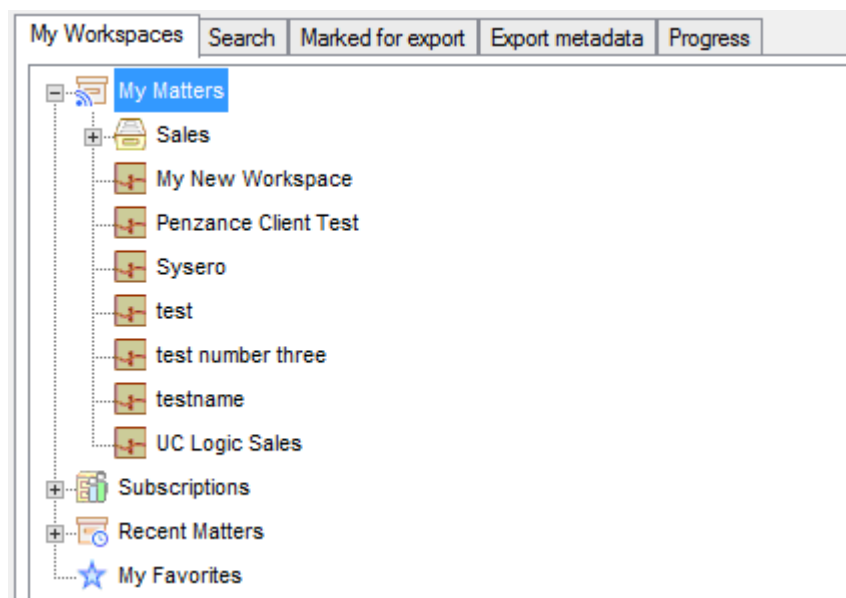 My Workspaces Search Marked for export Export metadata Progress
My Matters
Sales
My New Workspace
Penzance Client Test
Sysero
test
test number three
testname
UC Logic Sales
Subscriptions
Recent Matters
My Favorites